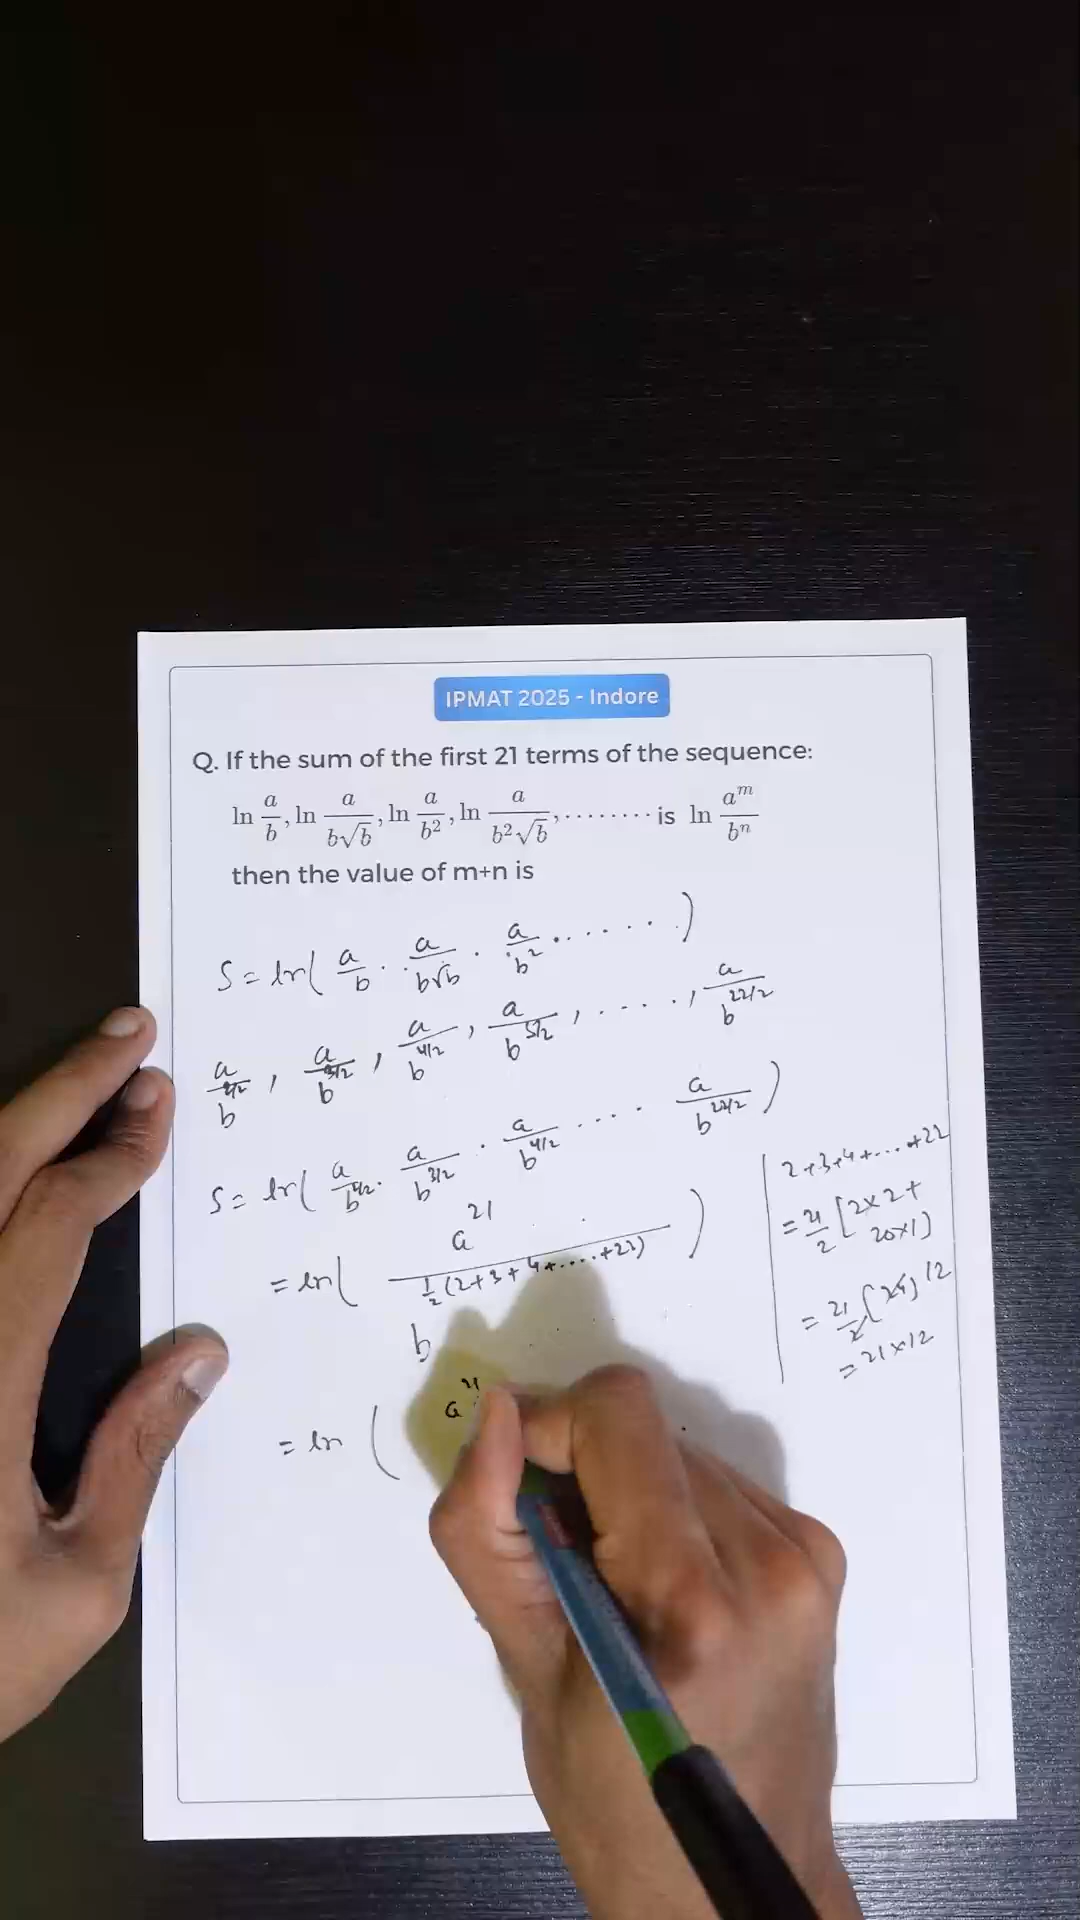 IPMAT 2025 - Indore
Q. If the sum of the first 21 terms of the sequence:
ln a/b, ln a/(b√b), ln a/b², ln a/(b²√b), ········ is ln a^m/b^n
then the value of m+n is
S = ln( a/b · a/(b√b) · a/b² ······ )
a/b^(2/2) , a/b^(3/2) , a/b^(4/2) , a/b^(5/2) , ····· , a/b^(22/2)
S = ln( a/b^(2/2) · a/b^(3/2) · a/b^(4/2) ···· a/b^(22/2) )
= ln( a^21 / b^(1/2 (2+3+4+....+22)) )
= ln ( a^21
2+3+4+....+22
= 21/2 [2×2+
20×1]
= 21/2 [24] 12
= 21×12